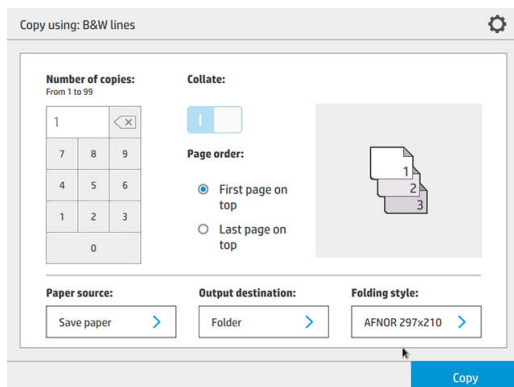 Copy using: B&W lines
Number of copies:
From 1 to 99
1
7 8 9
4 5 6
1 2 3
0
Collate:
Page order:
First page on
top
Last page on
top
1
2
3
Paper source:
Save paper
Output destination:
Folder
Folding style:
AFNOR 297x210
Copy